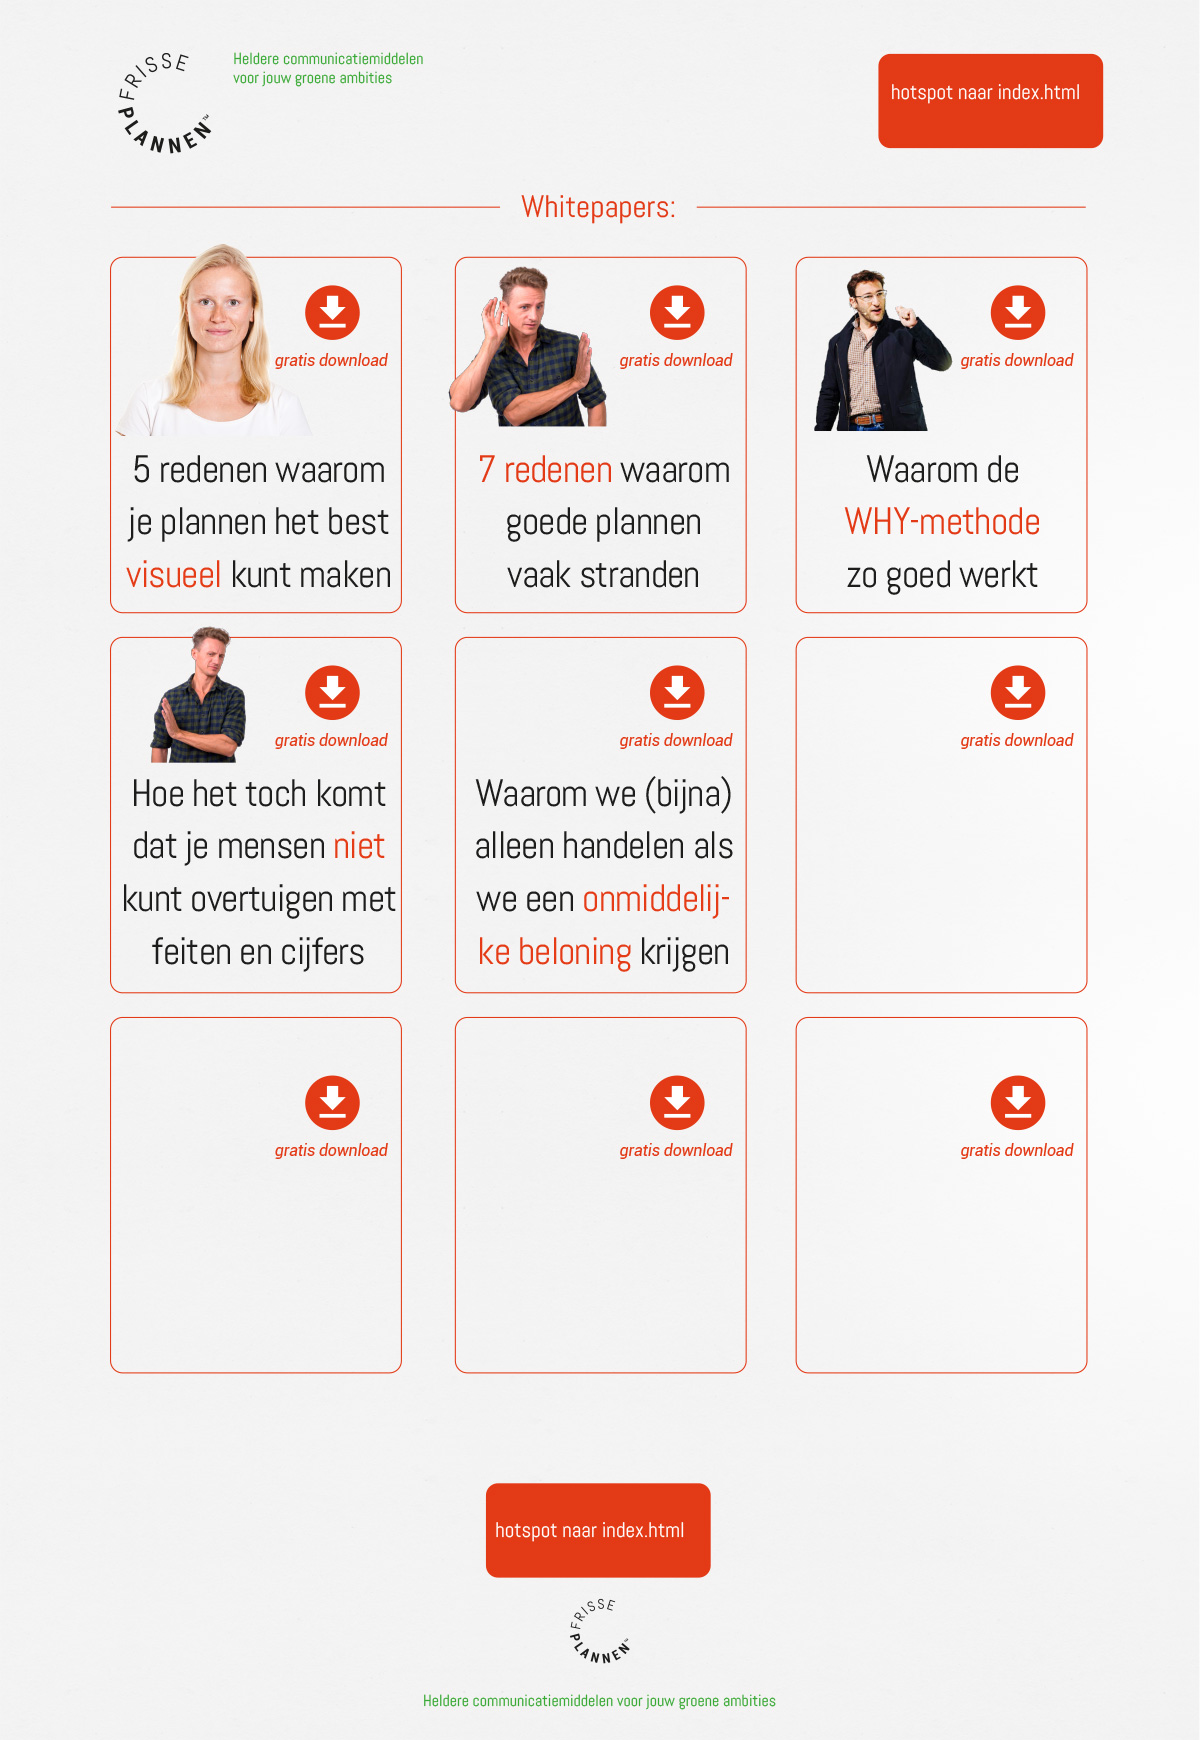 FRISSE
PLANNEN™
Heldere communicatiemiddelen
voor jouw groene ambities
hotspot naar index.html
Whitepapers:
gratis download
5 redenen waarom
je plannen het best
visueel kunt maken
gratis download
7 redenen waarom
goede plannen
vaak stranden
gratis download
Waarom de
WHY-methode
zo goed werkt
gratis download
Hoe het toch komt
dat je mensen niet
kunt overtuigen met
feiten en cijfers
gratis download
Waarom we (bijna)
alleen handelen als
we een onmiddelij-
ke beloning krijgen
gratis download
gratis download
gratis download
gratis download
hotspot naar index.html
FRISSE
PLANNEN™
Heldere communicatiemiddelen voor jouw groene ambities